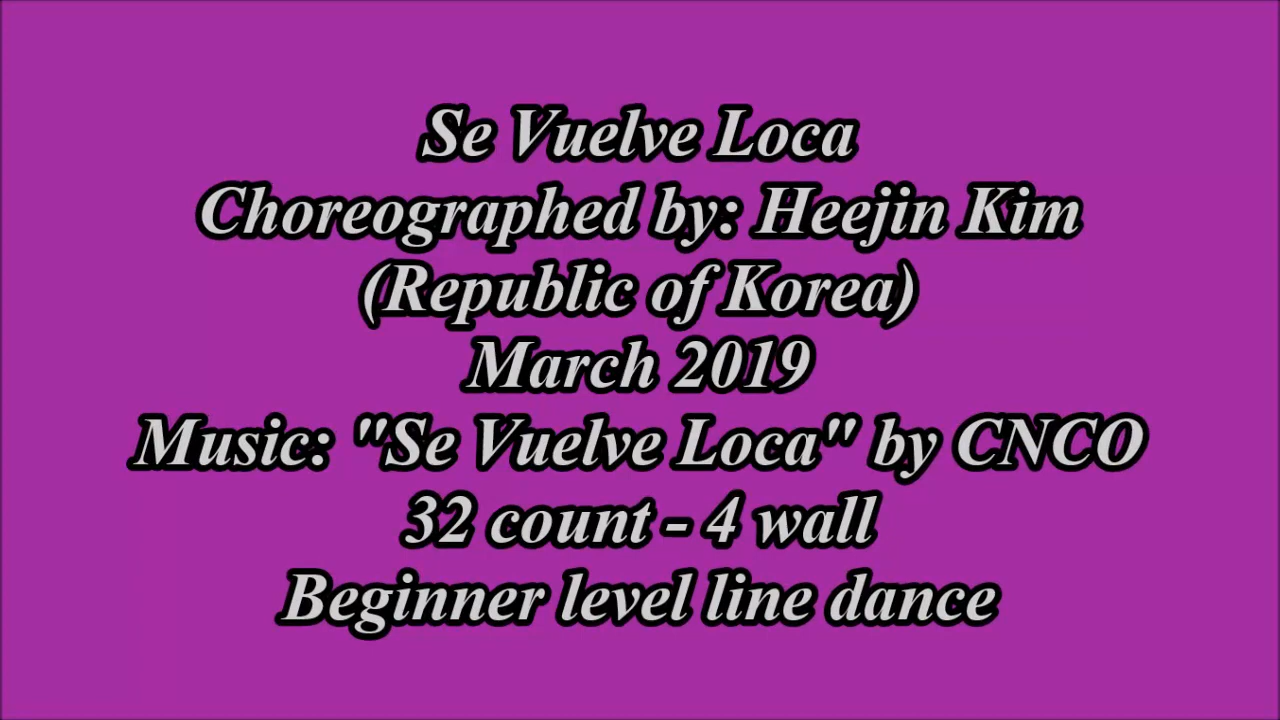 Se Vuelve Loca
Choreographed by: Heejin Kim
(Republic of Korea)
March 2019
Music: "Se Vuelve Loca" by CNCO
32 count - 4 wall
Beginner level line dance